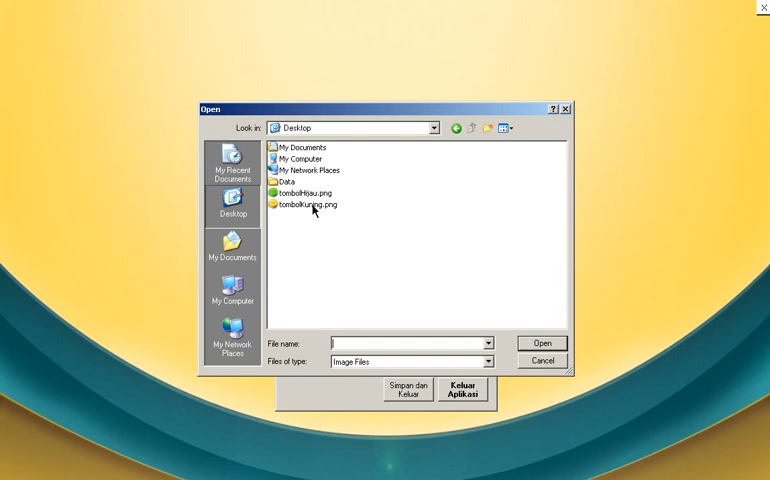 Open
Look in:
Desktop
My Recent
Documents
Desktop
My Documents
My Computer
My Network
Places
My Documents
My Computer
My Network Places
Data
tombolHijau.png
tombolKuning.png
File name:
Open
Files of type:
Image Files
Cancel
Simpan dan
Keluar
Keluar
Aplikasi